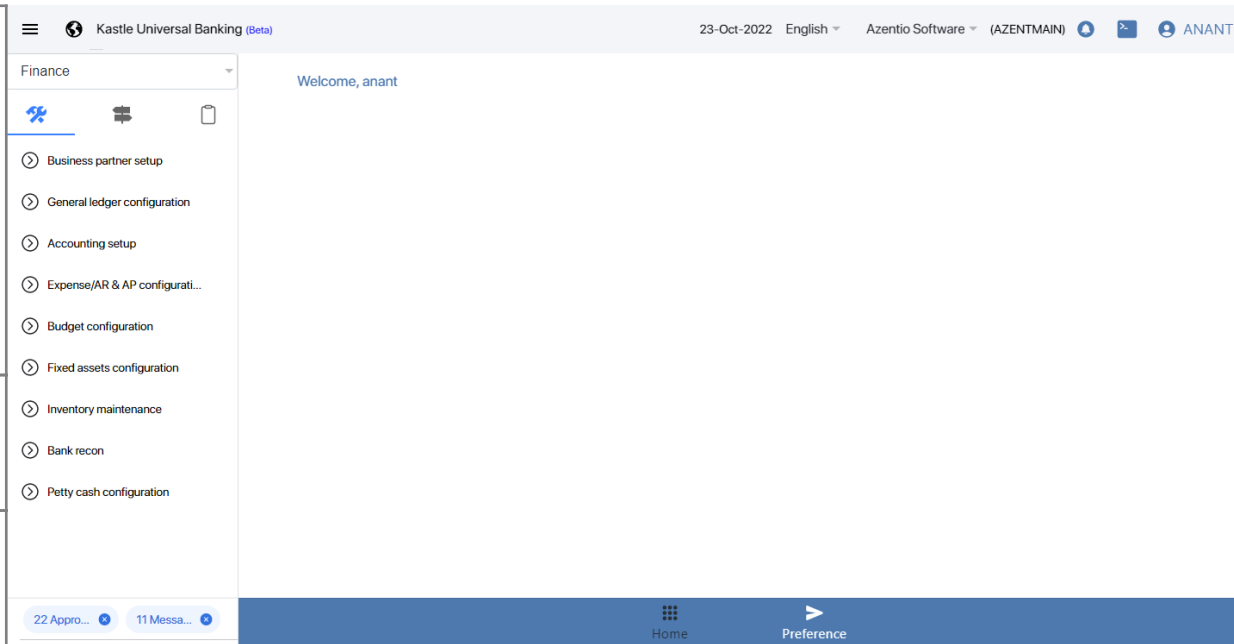 Kastle Universal Banking (Beta)
23-Oct-2022 English Azentio Software (AZENTMAIN) ANANT
Finance
Welcome, anant
Business partner setup
General ledger configuration
Accounting setup
Expense/AR & AP configurati...
Budget configuration
Fixed assets configuration
Inventory maintenance
Bank recon
Petty cash configuration
22 Appro... 11 Messa...
Home Preference